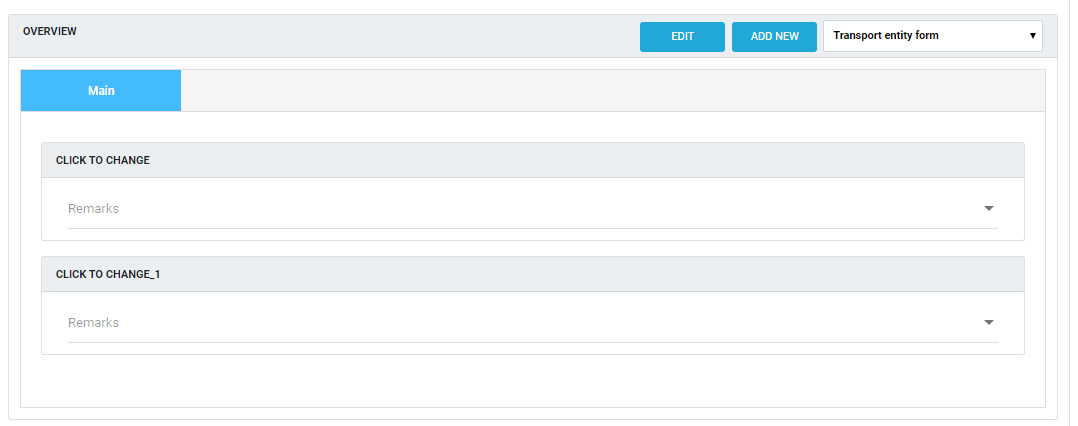 OVERVIEW
EDIT
ADD NEW
Transport entity form
Main
CLICK TO CHANGE
Remarks
CLICK TO CHANGE_1
Remarks